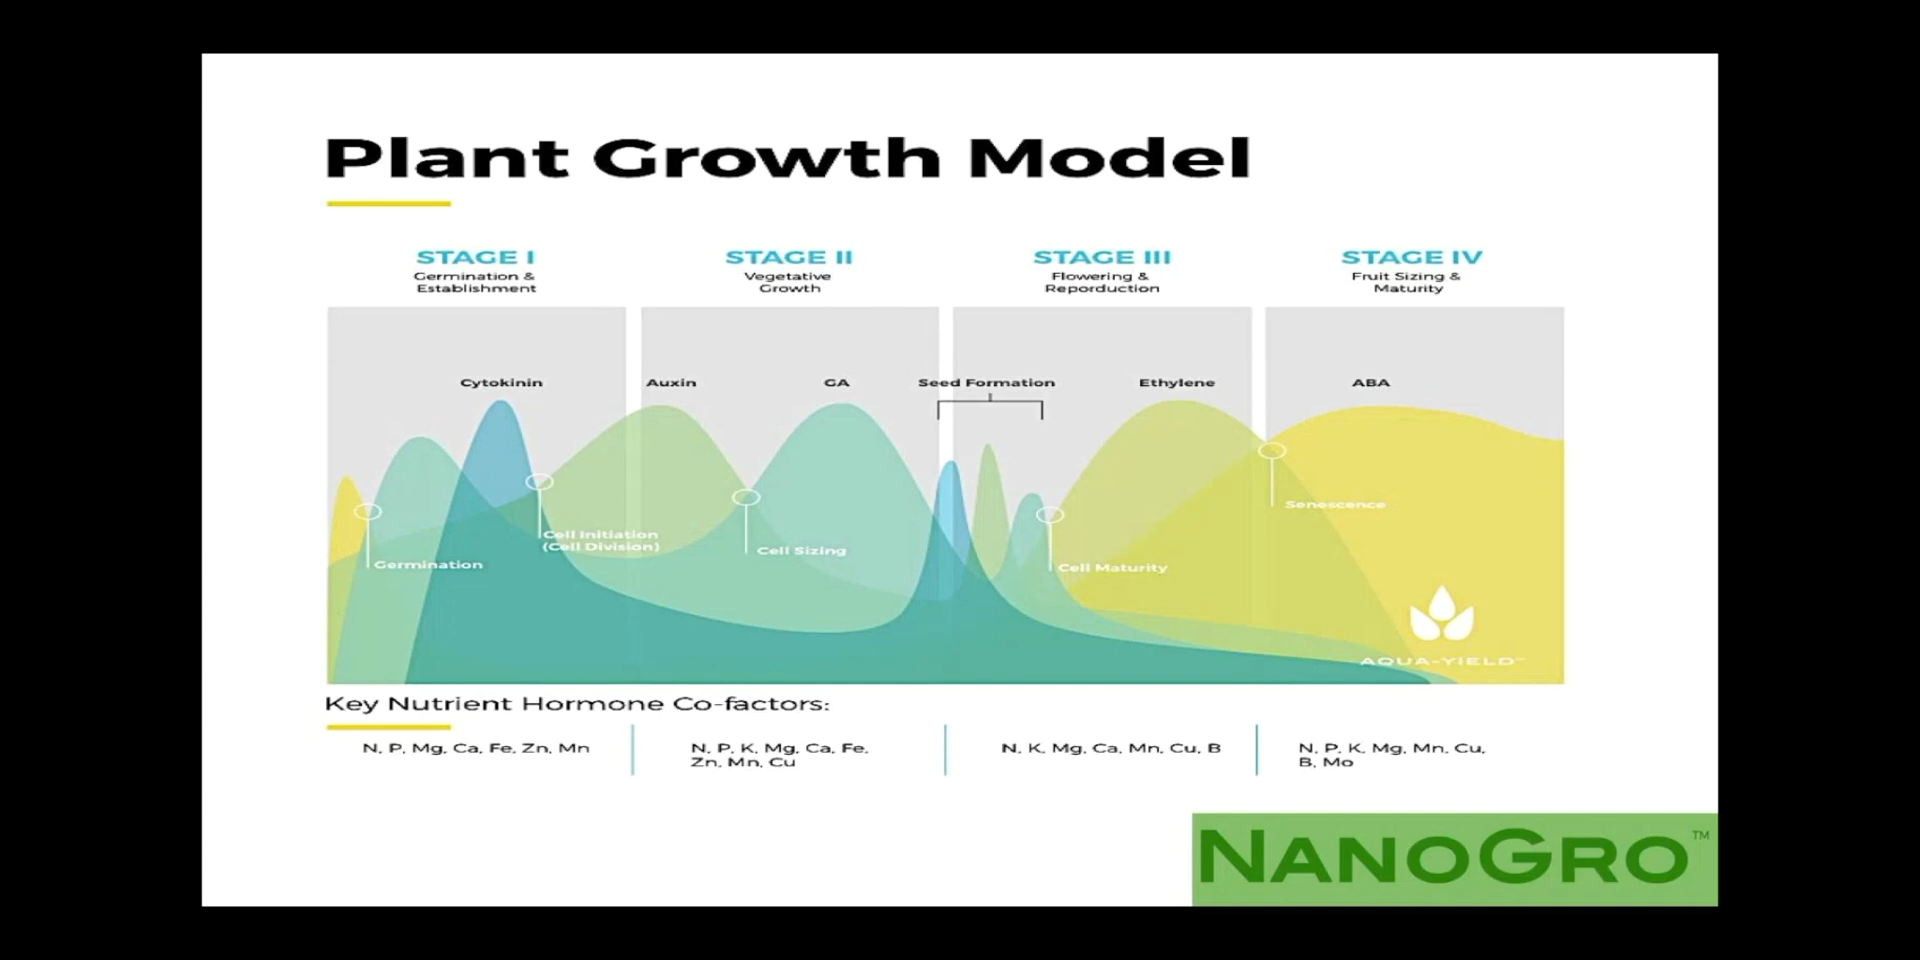 Plant Growth Model
STAGE I
Germination &
Establishment
STAGE II
Vegetative
Growth
STAGE III
Flowering &
Reporduction
STAGE IV
Fruit Sizing &
Maturity
Cytokinin
Auxin
GA
Seed Formation
Ethylene
ABA
Germination
Cell Initiation
(Cell Division)
Cell Sizing
Cell Maturity
Senescence
AQUA-YIELD™
Key Nutrient Hormone Co-factors:
N, P, Mg, Ca, Fe, Zn, Mn
N, P, K, Mg, Ca, Fe,
Zn, Mn, Cu
N, K, Mg, Ca, Mn, Cu, B
N, P, K, Mg, Mn, Cu,
B, Mo
NANOGRO™